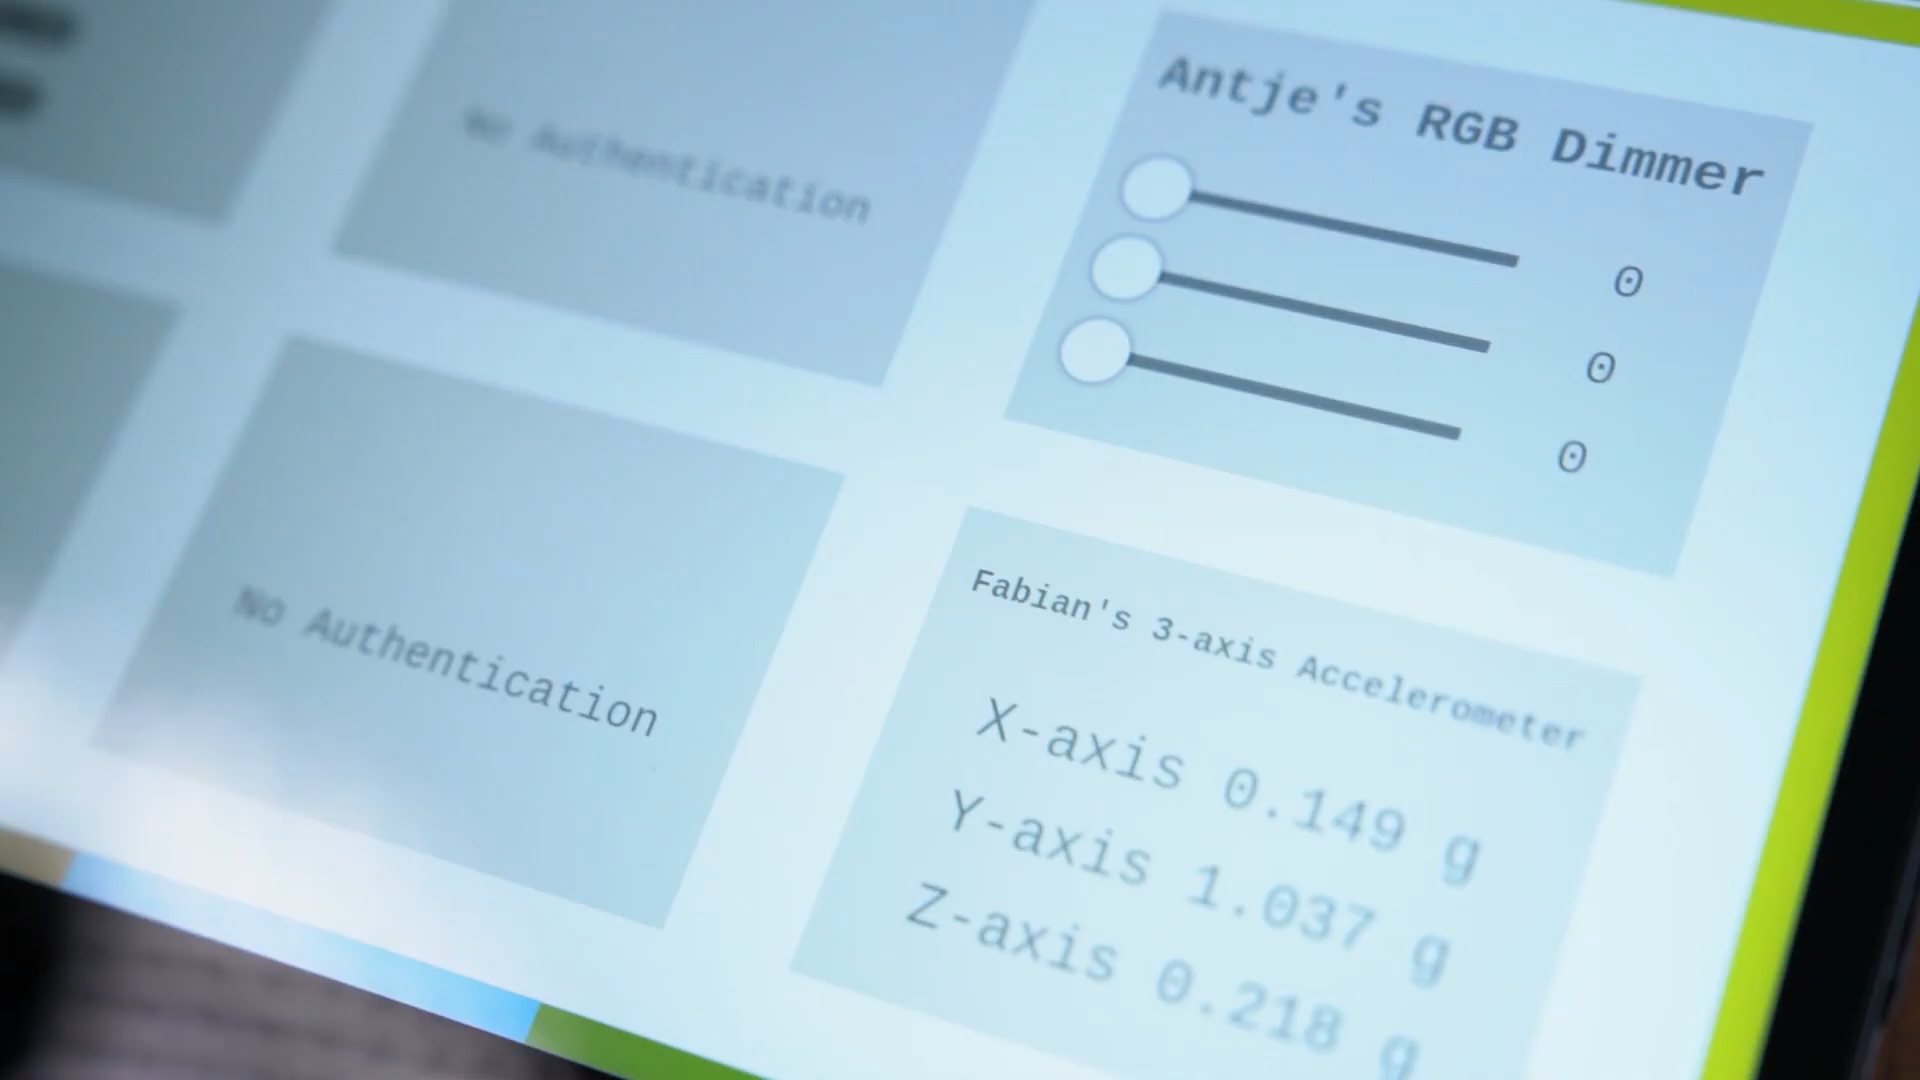 No Authentication
Antje's RGB Dimmer
0
0
0
No Authentication
Fabian's 3-axis Accelerometer
X-axis 0.149 g
Y-axis 1.037 g
Z-axis 0.218 g